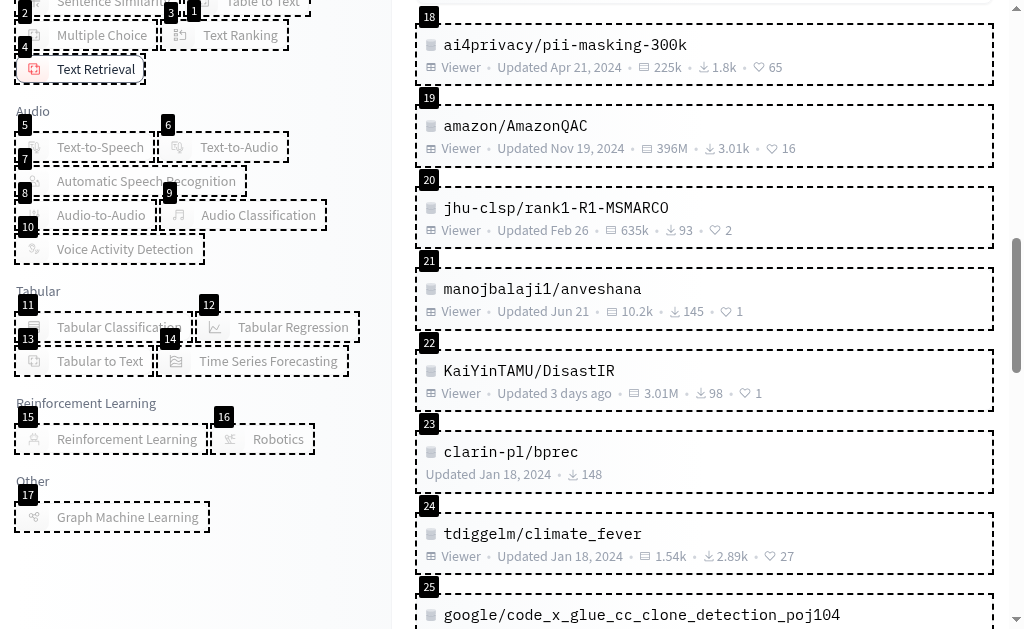 Sentence Similarity
Table to Text
2
3
1
Multiple Choice
Text Ranking
4
Text Retrieval
Audio
5
6
Text-to-Speech
Text-to-Audio
7
Automatic Speech Recognition
8
9
Audio-to-Audio
Audio Classification
10
Voice Activity Detection
Tabular
11
12
Tabular Classification
Tabular Regression
13
14
Tabular to Text
Time Series Forecasting
Reinforcement Learning
15
16
Reinforcement Learning
Robotics
Other
17
Graph Machine Learning
18
ai4privacy/pii-masking-300k
Viewer • Updated Apr 21, 2024 • 225k • 1.8k • 65
19
amazon/AmazonQAC
Viewer • Updated Nov 19, 2024 • 396M • 3.01k • 16
20
jhu-clsp/rank1-R1-MSMARCO
Viewer • Updated Feb 26 • 635k • 93 • 2
21
manojbalaji1/anveshana
Viewer • Updated Jun 21 • 10.2k • 145 • 1
22
KaiYinTAMU/DisastIR
Viewer • Updated 3 days ago • 3.01M • 98 • 1
23
clarin-pl/bprec
Updated Jan 18, 2024 • 148
24
tdiggelm/climate_fever
Viewer • Updated Jan 18, 2024 • 1.54k • 2.89k • 27
25
google/code_x_glue_cc_clone_detection_poj104